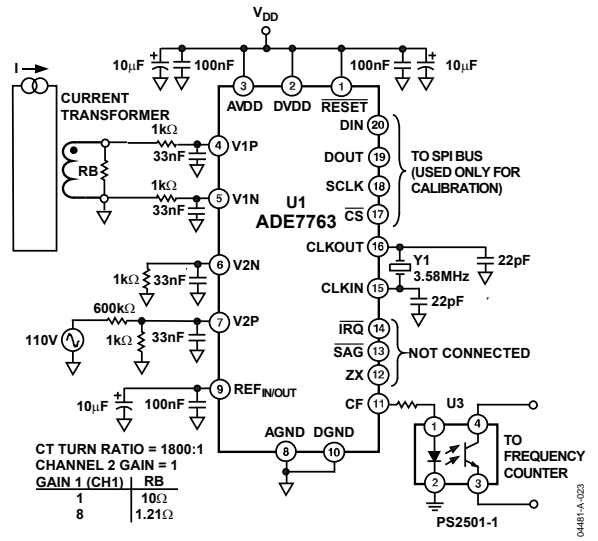 VDD
10µF
100nF
100nF
10µF
I
3
2
1
AVDD
DVDD
RESET
CURRENT
TRANSFORMER
DIN
20
1kΩ
4
V1P
33nF
DOUT
19
TO SPI BUS
(USED ONLY FOR
CALIBRATION)
RB
SCLK
18
1kΩ
5
V1N
33nF
U1
ADE7763
CS
17
CLKOUT
16
6
V2N
1kΩ
33nF
Y1
3.58MHz
22pF
CLKIN
15
22pF
600kΩ
7
V2P
110V
1kΩ
33nF
IRQ
14
SAG
13
NOT CONNECTED
ZX
12
9
REFIN/OUT
10µF
100nF
CF
11
U3
1
4
AGND
DGND
8
10
TO
FREQUENCY
COUNTER
2
3
PS2501-1
CT TURN RATIO = 1800:1
CHANNEL 2 GAIN = 1
GAIN 1 (CH1) RB
1 10Ω
8 1.21Ω
04481-A-023